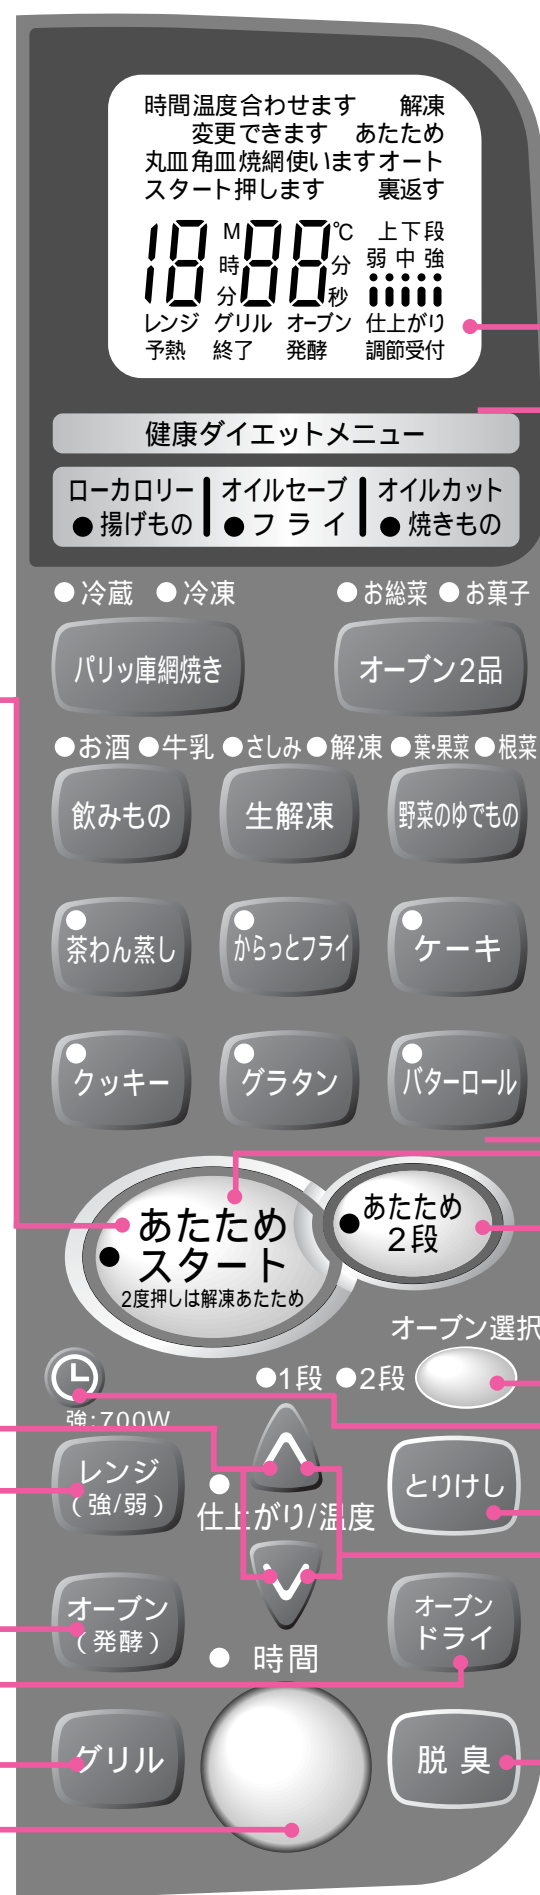 時間温度合わせます 解凍
変更できます あたため
丸皿角皿焼網使いますオート
スタート押します 裏返す
18 M 88 ℃ 上下段
時 分 弱 中 強
分 秒
レンジ グリル オーブン 仕上がり
予熱 終了 発酵 調節受付
健康ダイエットメニュー
ローカロリー オイルセーブ オイルカット
●揚げもの ●フライ ●焼きもの
●冷蔵 ●冷凍 ●お総菜 ●お菓子
パリッ庫網焼き オーブン2品
●お酒 ●牛乳 ●さしみ ●解凍 ●葉・果菜 ●根菜
飲みもの 生解凍 野菜のゆでもの
茶わん蒸し からっとフライ ケーキ
クッキー グラタン バターロール
あたため
スタート
2度押しは解凍あたため
あたため
2段
オーブン選択
●1段 ●2段
強:700W
レンジ
(強/弱)
仕上がり/温度
とりけし
オーブン
(発酵)
オーブン
ドライ
時間
グリル
脱臭